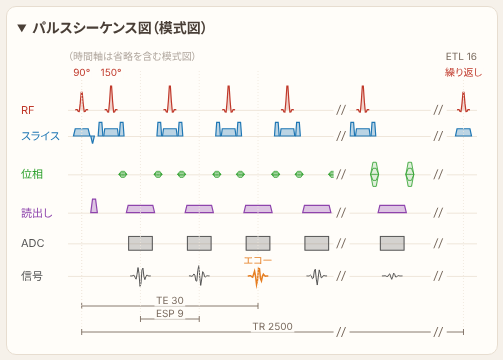 ▼ パルスシーケンス図（模式図）
（時間軸は省略を含む模式図）
ETL 16
90° 150°
繰り返し
RF
スライス
位相
読出し
ADC
エコー
信号
TE 30
ESP 9
TR 2500